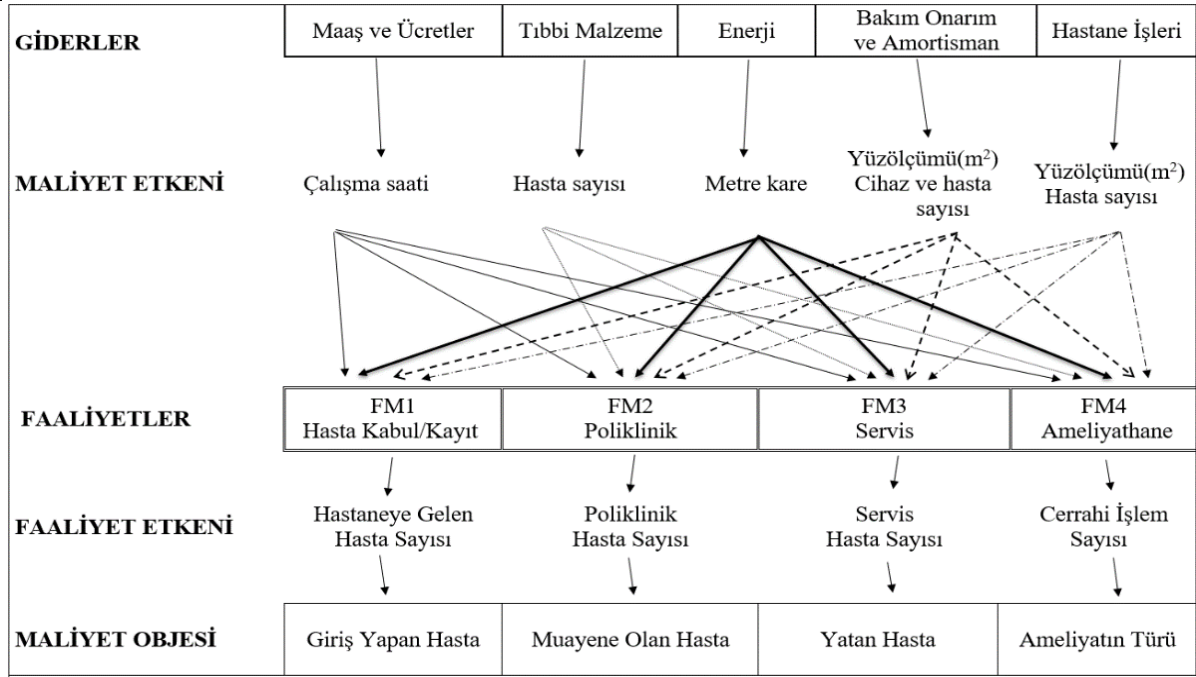 GİDERLER
Maaş ve Ücretler
Tıbbi Malzeme
Enerji
Bakım Onarım
ve Amortisman
Hastane İşleri
MALİYET ETKENİ
Çalışma saati
Hasta sayısı
Metre kare
Yüzölçümü(m²)
Cihaz ve hasta
sayısı
Yüzölçümü(m²)
Hasta sayısı
FAALİYETLER
FM1
Hasta Kabul/Kayıt
FM2
Poliklinik
FM3
Servis
FM4
Ameliyathane
FAALİYET ETKENİ
Hastaneye Gelen
Hasta Sayısı
Poliklinik
Hasta Sayısı
Servis
Hasta Sayısı
Cerrahi İşlem
Sayısı
MALİYET OBJESİ
Giriş Yapan Hasta
Muayene Olan Hasta
Yatan Hasta
Ameliyatın Türü